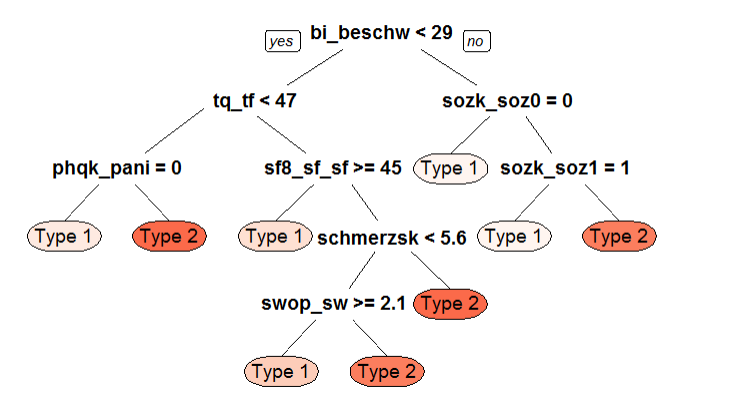 bi_beschw < 29
yes
no
tq_tf < 47
sozk_soz0 = 0
phqk_pani = 0
sf8_sf_sf >= 45
Type 1
sozk_soz1 = 1
Type 1
Type 2
Type 1
schmerzsk < 5.6
Type 1
Type 2
swop_sw >= 2.1
Type 2
Type 1
Type 2